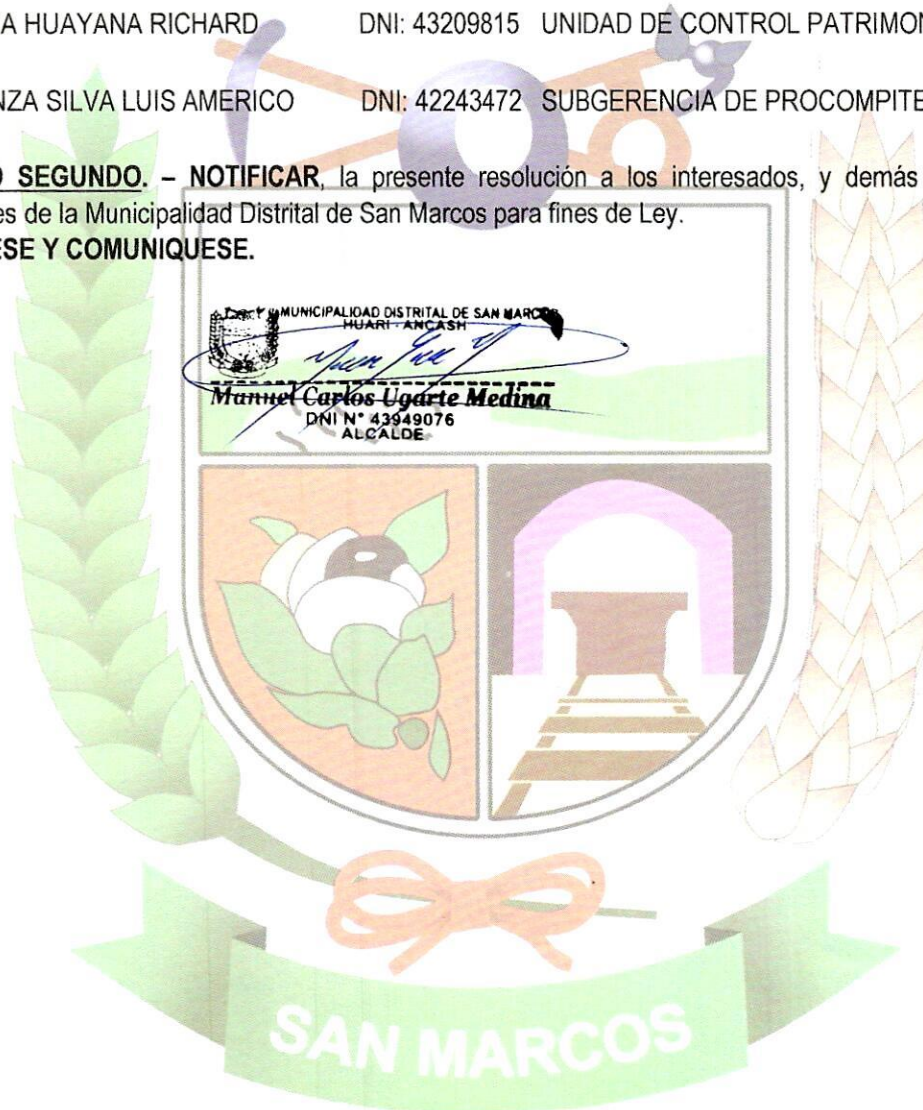 A HUAYANA RICHARD DNI: 43209815 UNIDAD DE CONTROL PATRIMON
NZA SILVA LUIS AMERICO DNI: 42243472 SUBGERENCIA DE PROCOMPITE
O SEGUNDO. – NOTIFICAR, la presente resolución a los interesados, y demás
es de la Municipalidad Distrital de San Marcos para fines de Ley.
ESE Y COMUNIQUESE.
MUNICIPALIDAD DISTRITAL DE SAN MARCOS
HUARI - ANCASH
Manuel Carlos Ugarte Medina
DNI N° 43949076
ALCALDE
SAN MARCOS